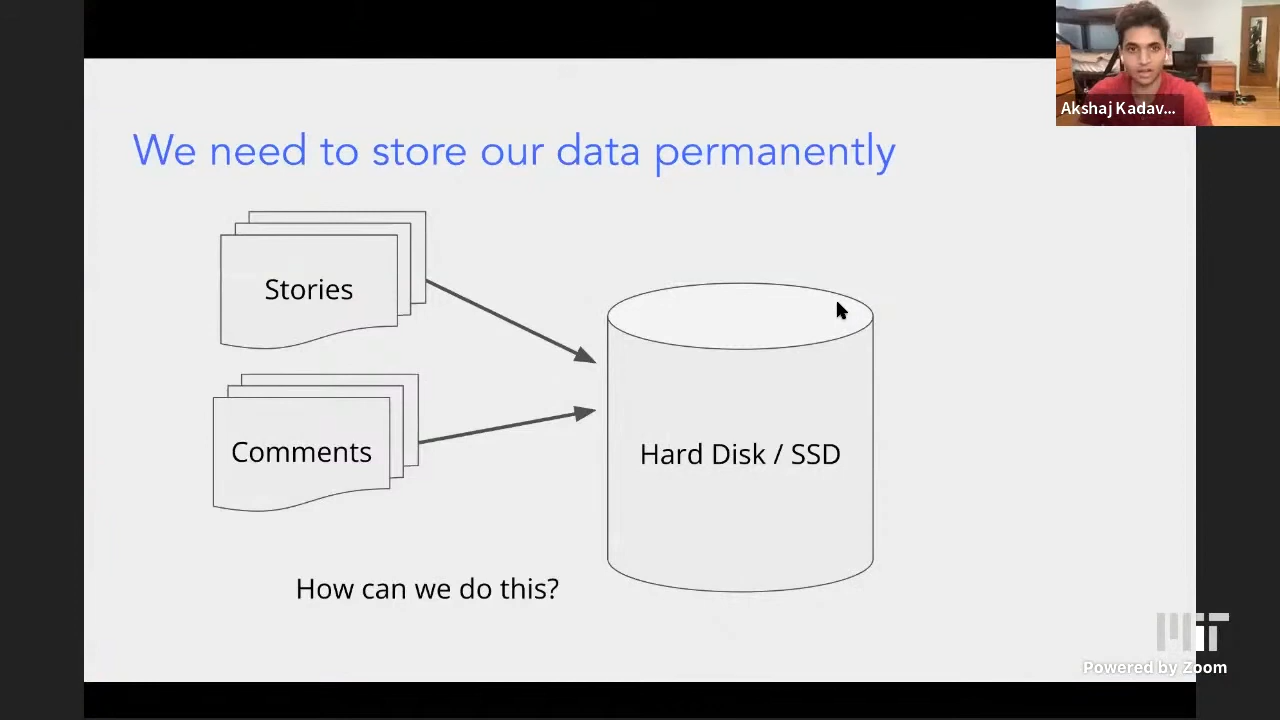 We need to store our data permanently
Akshaj Kadav...
Stories
Comments
Hard Disk / SSD
How can we do this?
MIT
Powered by Zoom